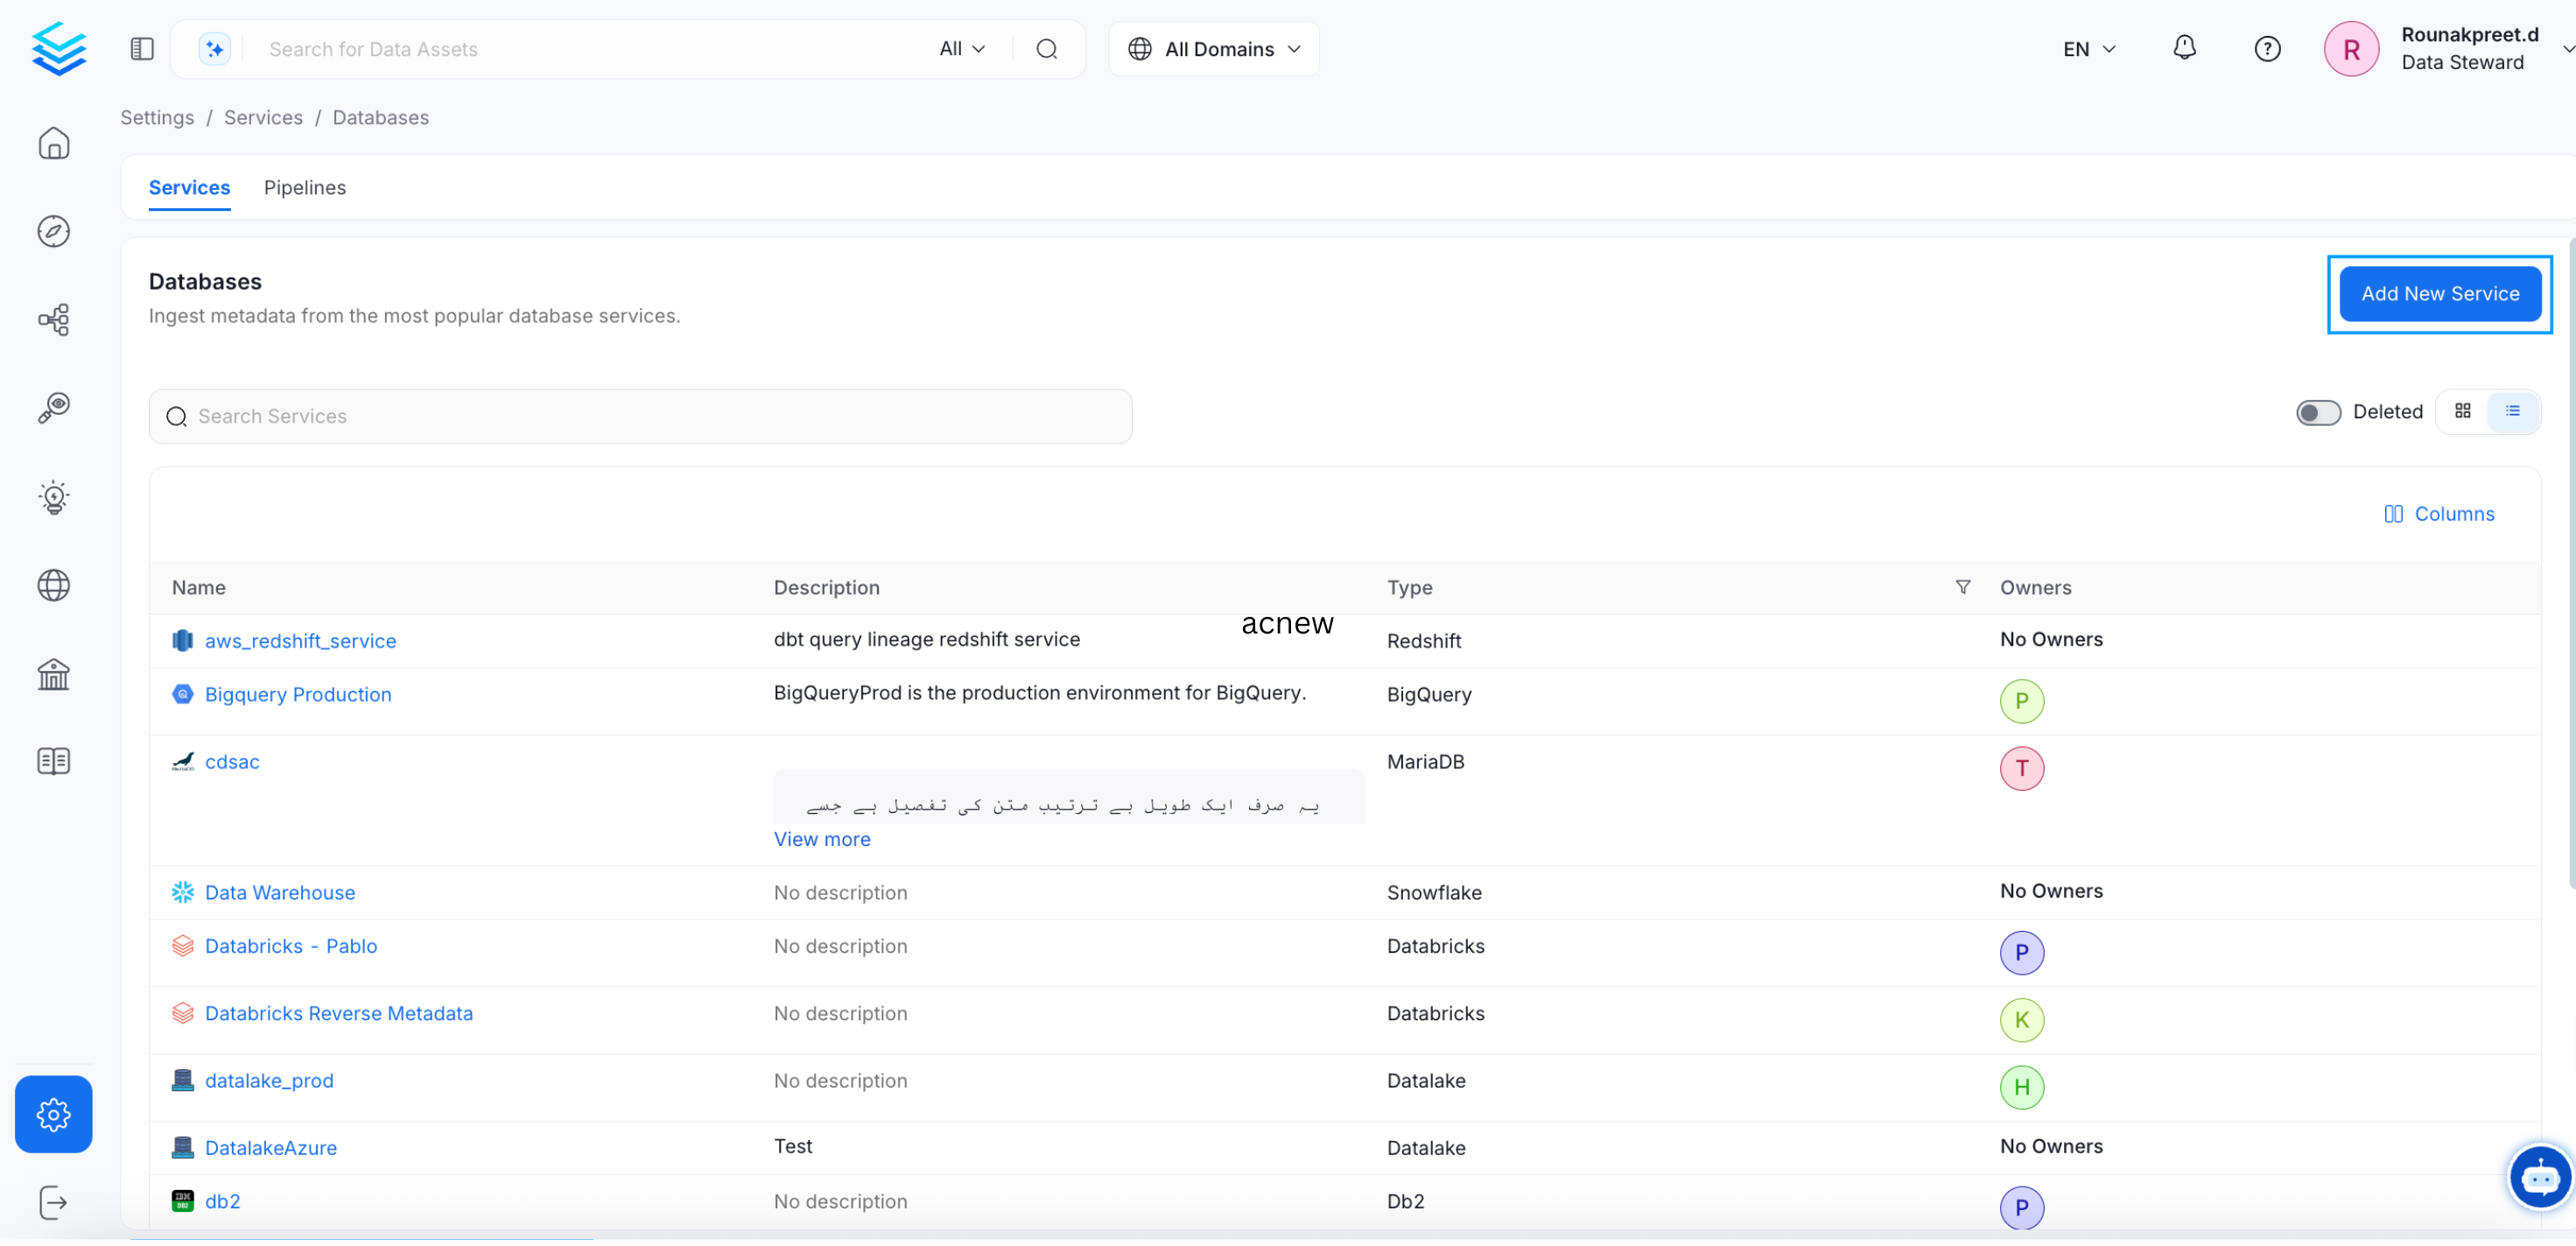 Search for Data Assets
All
All Domains
EN
R
Rounakpreet.d
Data Steward
Settings / Services / Databases
Services
Pipelines
Databases
Ingest metadata from the most popular database services.
Add New Service
Search Services
Deleted
Columns
Name Description Type Owners
acnew
aws_redshift_service dbt query lineage redshift service Redshift No Owners
Bigquery Production BigQueryProd is the production environment for BigQuery. BigQuery P
cdsac MariaDB T
یہ صرف ایک طویل بے ترتیب متن کی تفصیل ہے جسے
View more
Data Warehouse No description Snowflake No Owners
Databricks - Pablo No description Databricks P
Databricks Reverse Metadata No description Databricks K
datalake_prod No description Datalake H
DatalakeAzure Test Datalake No Owners
db2 No description Db2 P